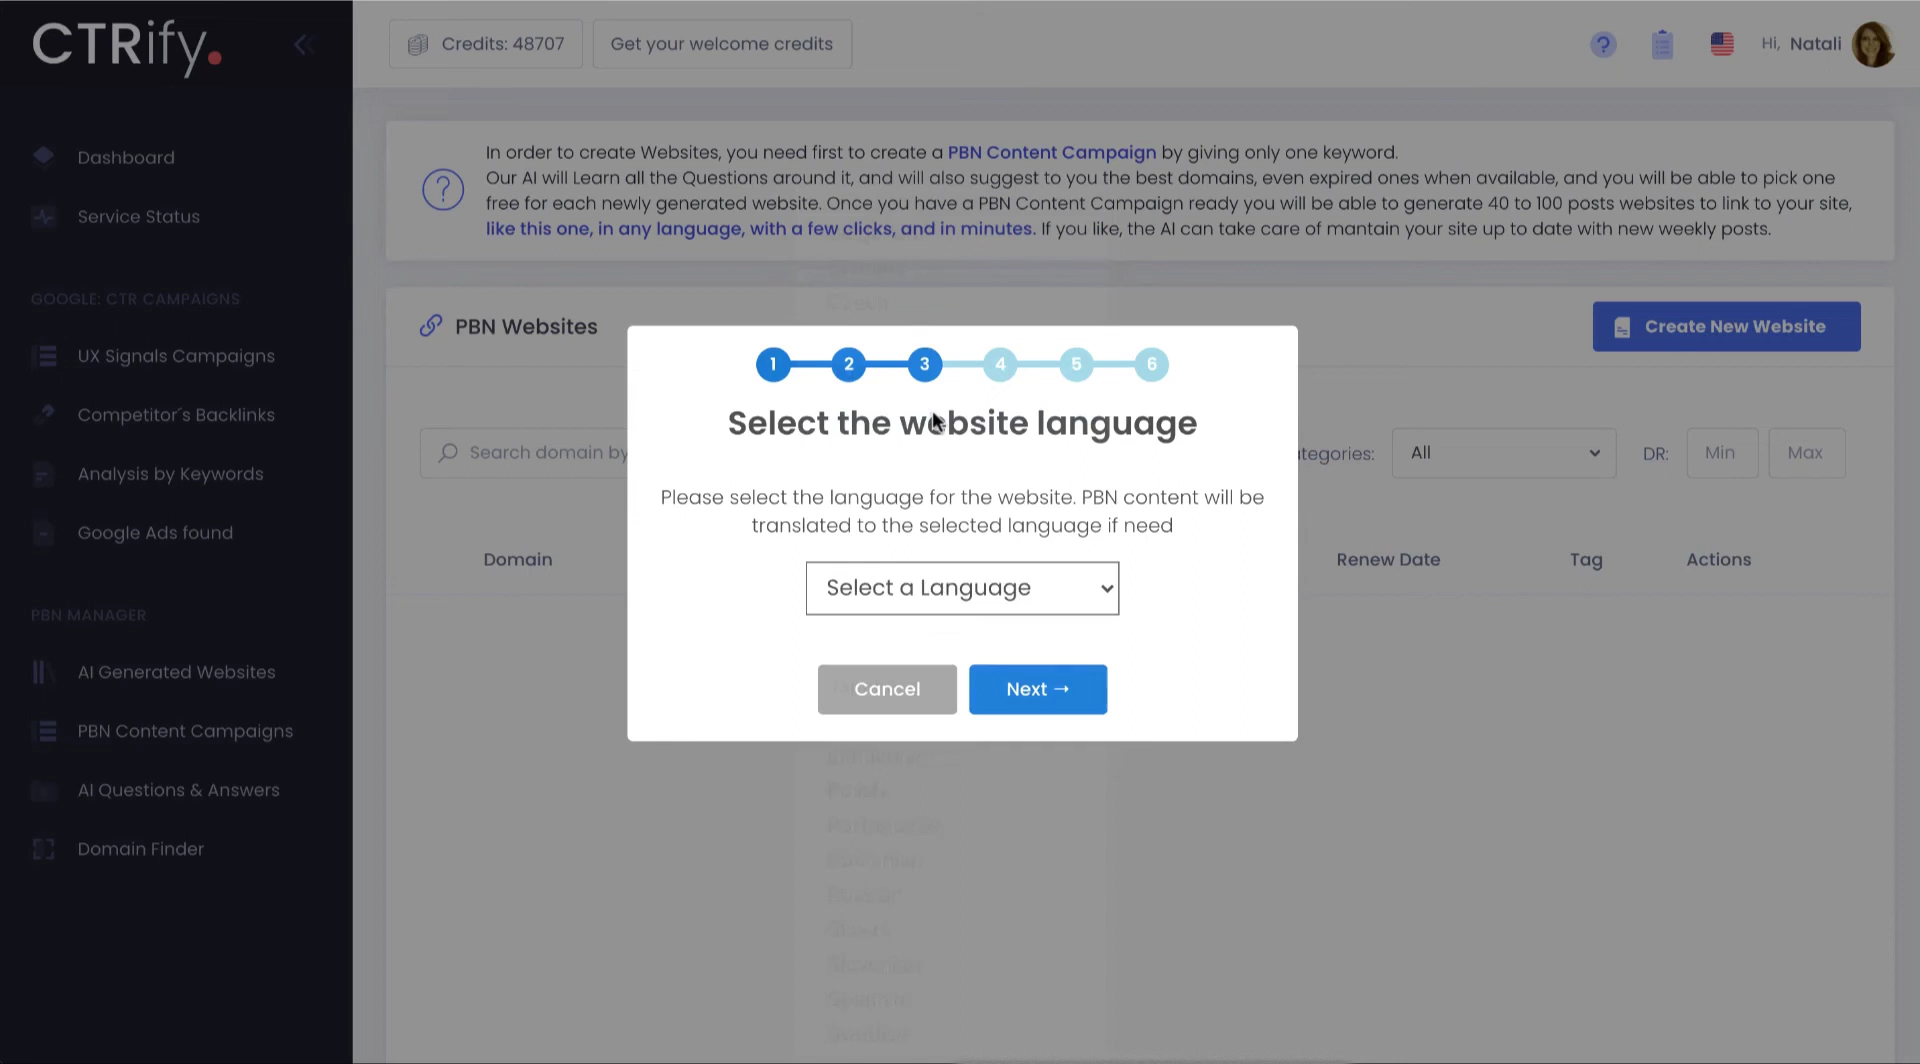 CTRify.
Credits: 48707
Get your welcome credits
Hi, Natali
Dashboard
Service Status
GOOGLE: CTR CAMPAIGNS
UX Signals Campaigns
Competitor´s Backlinks
Analysis by Keywords
Google Ads found
PBN MANAGER
AI Generated Websites
PBN Content Campaigns
AI Questions & Answers
Domain Finder
In order to create Websites, you need first to create a PBN Content Campaign by giving only one keyword.
Our AI will Learn all the Questions around it, and will also suggest to you the best domains, even expired ones when available, and you will be able to pick one
free for each newly generated website. Once you have a PBN Content Campaign ready you will be able to generate 40 to 100 posts websites to link to your site,
like this one, in any language, with a few clicks, and in minutes. If you like, the AI can take care of mantain your site up to date with new weekly posts.
PBN Websites
Create New Website
Search domain by
DR:
All
Min
Max
Domain
Renew Date
Tag
Actions
1 2 3 4 5 6
Select the website language
Please select the language for the website. PBN content will be
translated to the selected language if need
Select a Language
Cancel
Next →